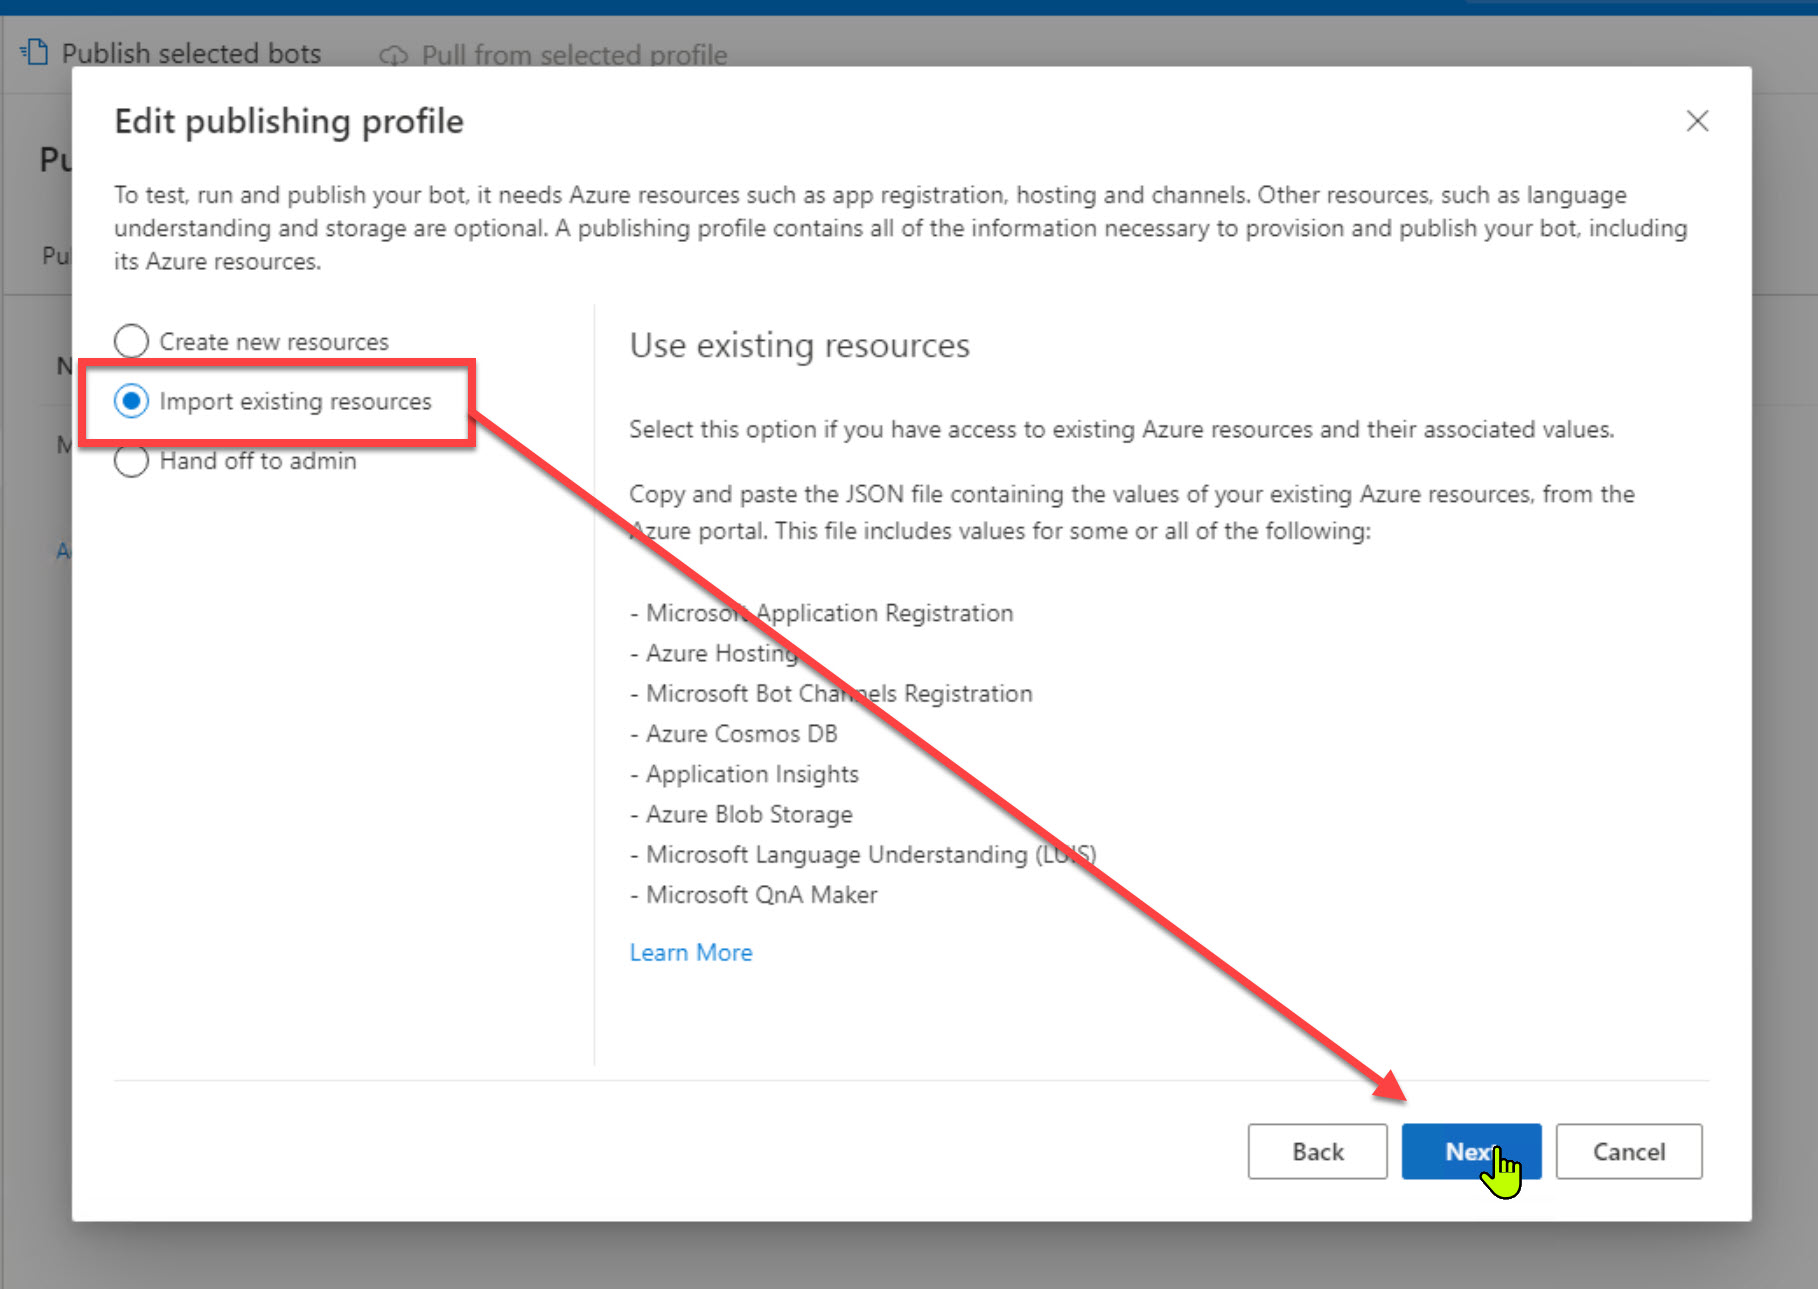 Publish selected bots
Pull from selected profile
Edit publishing profile
To test, run and publish your bot, it needs Azure resources such as app registration, hosting and channels. Other resources, such as language
understanding and storage are optional. A publishing profile contains all of the information necessary to provision and publish your bot, including
its Azure resources.
Create new resources
Import existing resources
Hand off to admin
Use existing resources
Select this option if you have access to existing Azure resources and their associated values.
Copy and paste the JSON file containing the values of your existing Azure resources, from the
Azure portal. This file includes values for some or all of the following:
- Microsoft Application Registration
- Azure Hosting
- Microsoft Bot Channels Registration
- Azure Cosmos DB
- Application Insights
- Azure Blob Storage
- Microsoft Language Understanding (LUIS)
- Microsoft QnA Maker
Learn More
Back
Next
Cancel